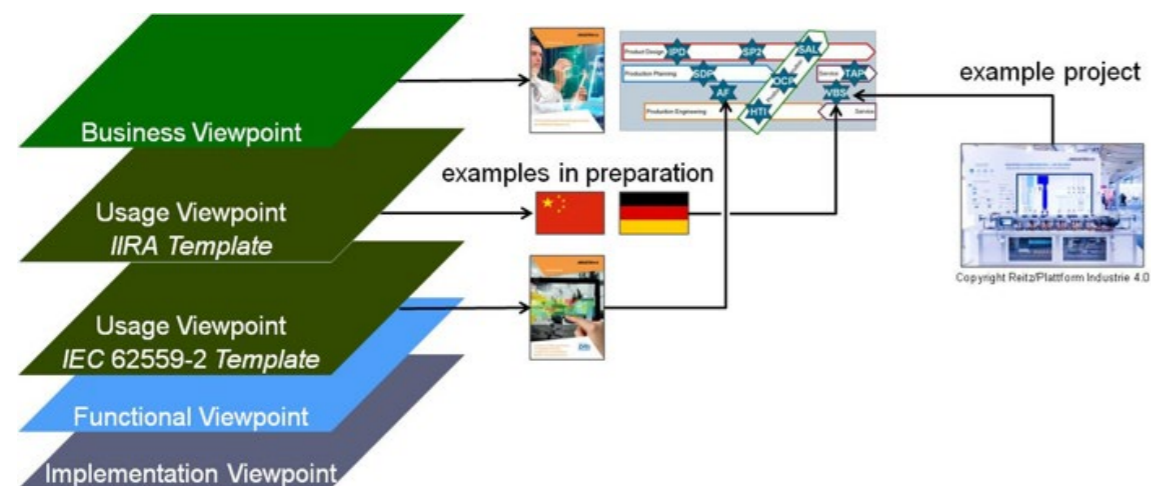 Business Viewpoint
Usage Viewpoint
IIRA Template
Usage Viewpoint
IEC 62559-2 Template
Functional Viewpoint
Implementation Viewpoint
examples in preparation
Product Design
IPD
SP2
SAL
Production Planning
SDP
OCP
Service
TAP
AF
VBS
Production Engineering
HTI
Service
example project
Copyright Reitz/Plattform Industrie 4.0